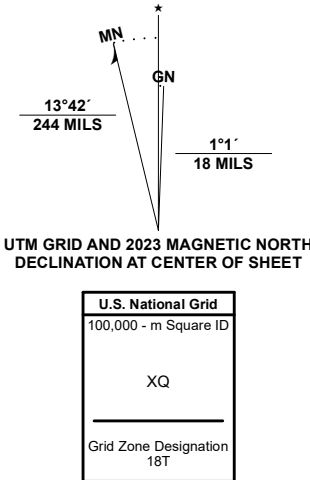 ★
MN
GN
13°42´
244 MILS
1°1´
18 MILS
UTM GRID AND 2023 MAGNETIC NORTH
DECLINATION AT CENTER OF SHEET
U.S. National Grid
100,000 - m Square ID
XQ
Grid Zone Designation
18T